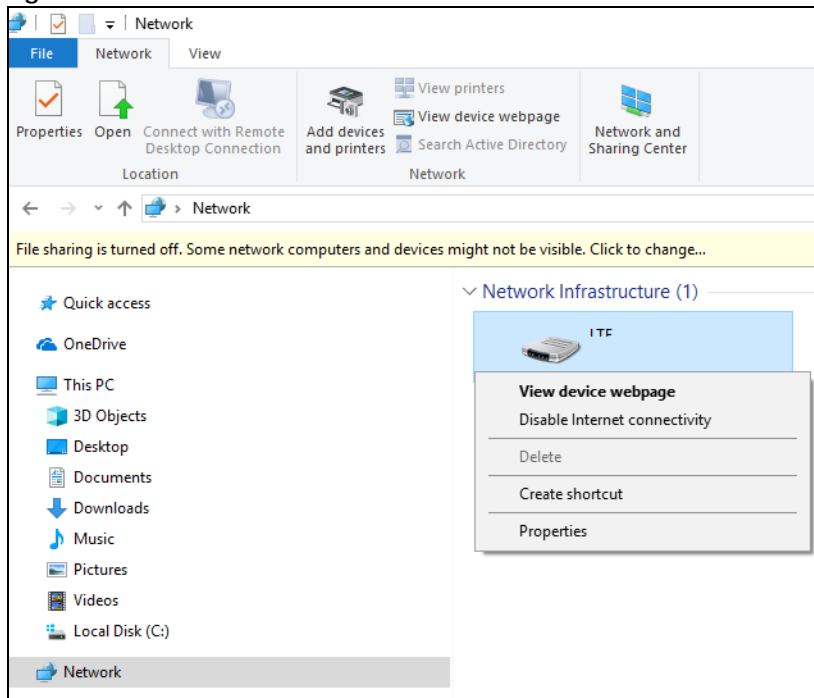 Network
File Network View
Properties
Open
Connect with Remote
Desktop Connection
Location
Add devices
and printers
View printers
View device webpage
Search Active Directory
Network
Network and
Sharing Center
Network
File sharing is turned off. Some network computers and devices might not be visible. Click to change...
Quick access
OneDrive
This PC
3D Objects
Desktop
Documents
Downloads
Music
Pictures
Videos
Local Disk (C:)
Network
Network Infrastructure (1)
LTE
View device webpage
Disable Internet connectivity
Delete
Create shortcut
Properties